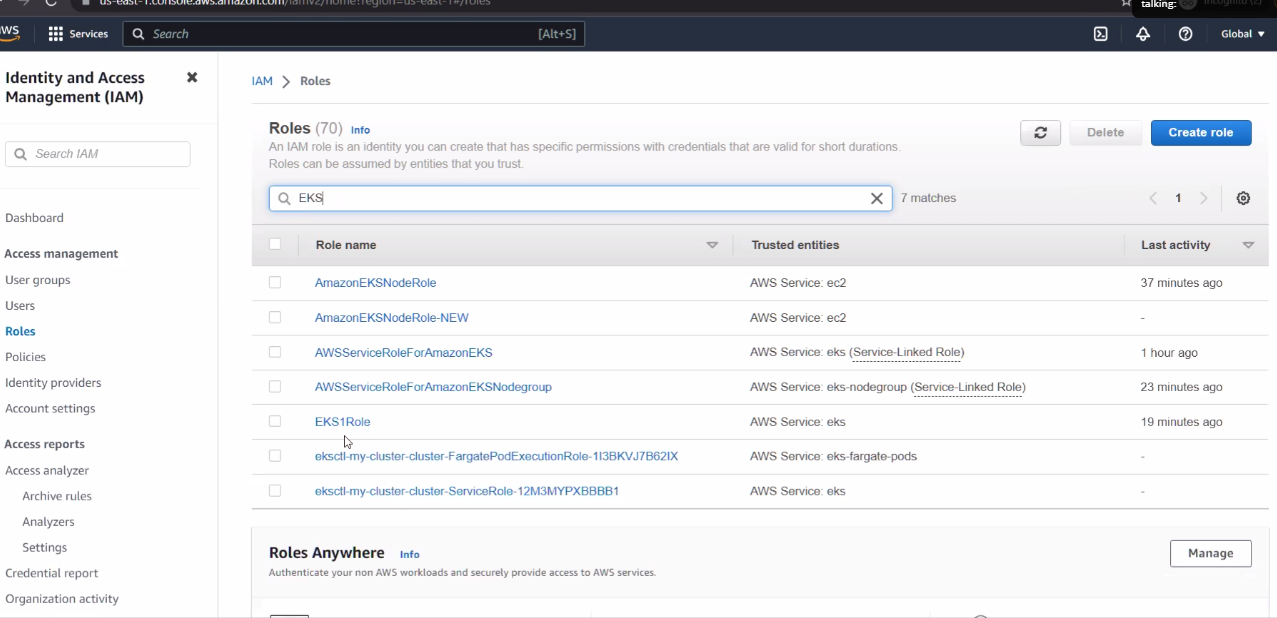 talking:
us-east-1.console.aws.amazon.com/iamv2/home?region=us-east-1#/roles
Incognito (2)
aws
Services
Search
[Alt+S]
Global
Identity and Access
Management (IAM)
Search IAM
Dashboard
Access management
User groups
Users
Roles
Policies
Identity providers
Account settings
Access reports
Access analyzer
Archive rules
Analyzers
Settings
Credential report
Organization activity
IAM > Roles
Roles (70) Info
An IAM role is an identity you can create that has specific permissions with credentials that are valid for short durations.
Roles can be assumed by entities that you trust.
Delete
Create role
EKS
7 matches
1
Role name Trusted entities Last activity
AmazonEKSNodeRole AWS Service: ec2 37 minutes ago
AmazonEKSNodeRole-NEW AWS Service: ec2 -
AWSServiceRoleForAmazonEKS AWS Service: eks (Service-Linked Role) 1 hour ago
AWSServiceRoleForAmazonEKSNodegroup AWS Service: eks-nodegroup (Service-Linked Role) 23 minutes ago
EKS1Role AWS Service: eks 19 minutes ago
eksctl-my-cluster-cluster-FargatePodExecutionRole-1I3BKVJ7B62IX AWS Service: eks-fargate-pods -
eksctl-my-cluster-cluster-ServiceRole-12M3MYPXBBBB1 AWS Service: eks -
Roles Anywhere Info
Authenticate your non AWS workloads and securely provide access to AWS services.
Manage